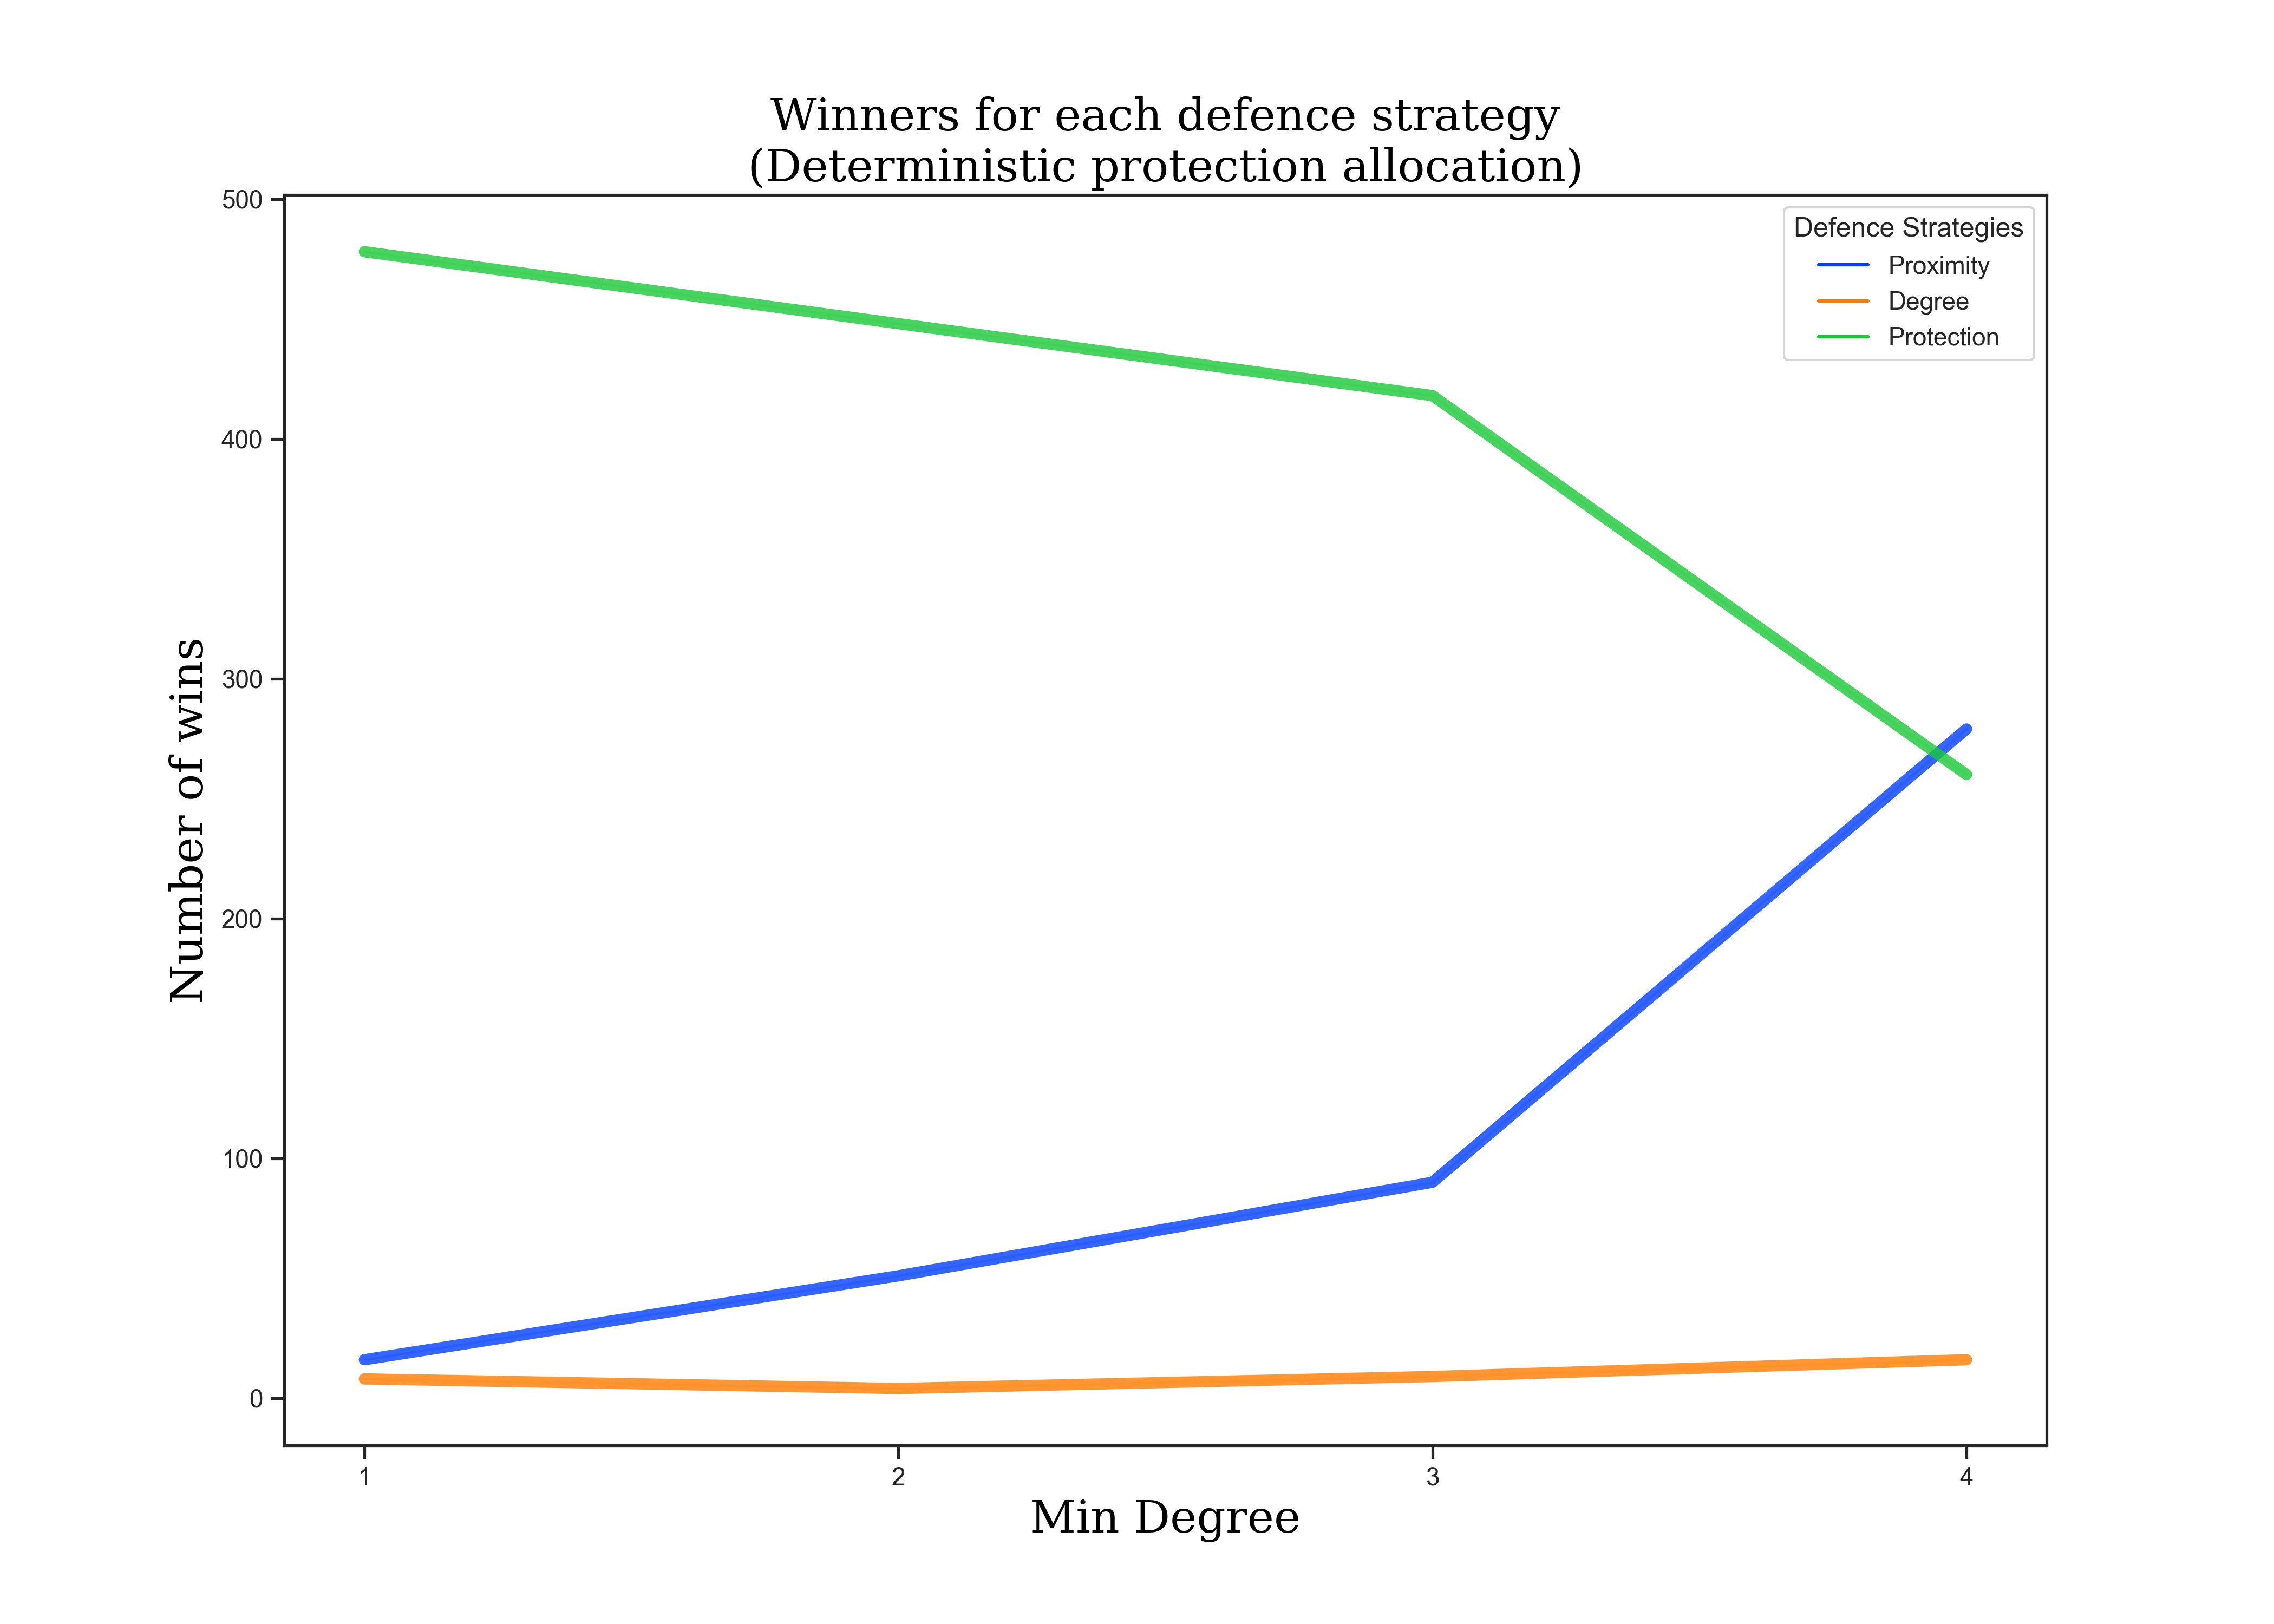 Winners for each defence strategy
(Deterministic protection allocation)
Defence Strategies
Proximity
Degree
Protection
Number of wins
500
400
300
200
100
0
1 2 3 4
Min Degree